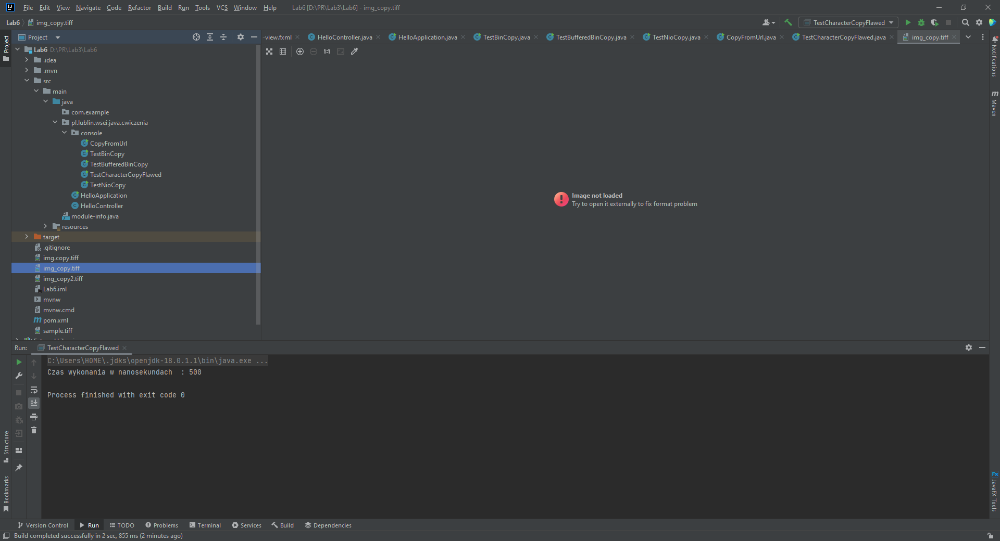 File Edit View Navigate Code Refactor Build Run Tools VCS Window Help Lab6 [D:\PR\Lab3\Lab6] - img_copy.tiff
Lab6 img_copy.tiff TestCharacterCopyFlawed
Project
Project
-view.fxml HelloController.java HelloApplication.java TestBinCopy.java TestBufferedBinCopy.java TestNioCopy.java CopyFromUrl.java TestCharacterCopyFlawed.java img_copy.tiff
1:1
Lab6 D:\PR\Lab3\Lab6
.idea
.mvn
src
main
java
com.example
pl.lublin.wsei.java.cwiczenia
console
CopyFromUrl
TestBinCopy
TestBufferedBinCopy
TestCharacterCopyFlawed
TestNioCopy
HelloApplication
HelloController
module-info.java
resources
target
.gitignore
img.copy.tiff
img_copy.tiff
img_copy2.tiff
Lab6.iml
mvnw
mvnw.cmd
pom.xml
sample.tiff
Image not loaded
Try to open it externally to fix format problem
Notifications
Maven
Run: TestCharacterCopyFlawed
C:\Users\HOME\.jdks\openjdk-18.0.1.1\bin\java.exe ...
Czas wykonania w nanosekundach  : 500
Process finished with exit code 0
Structure
Bookmarks
JavaFX Tools
Version Control Run TODO Problems Terminal Services Build Dependencies
Build completed successfully in 2 sec, 855 ms (2 minutes ago)